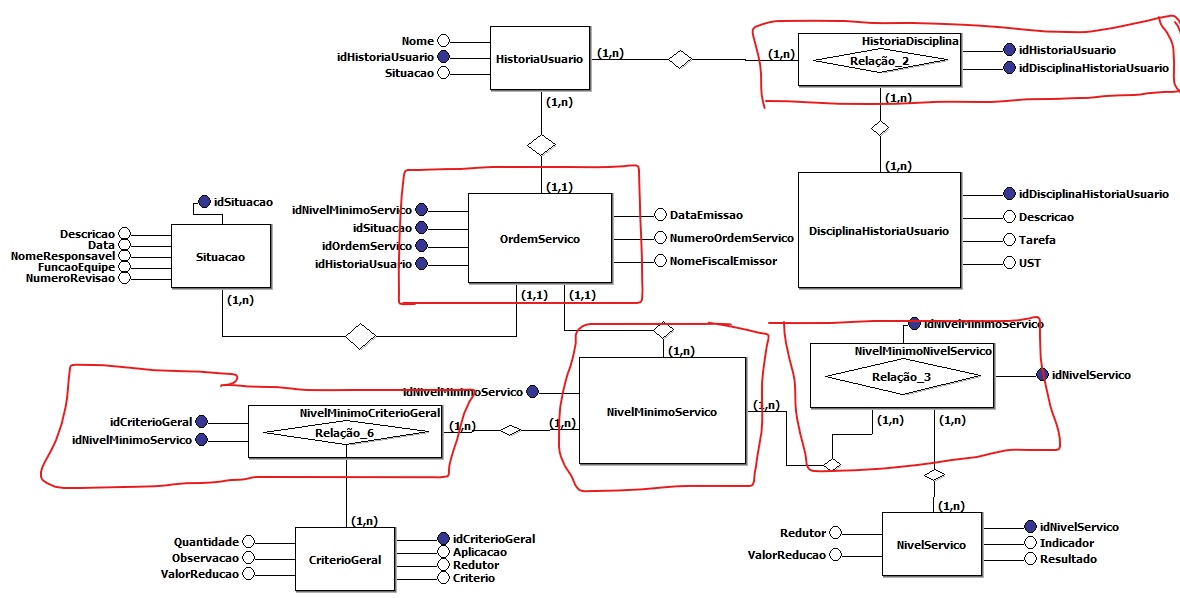 Nome
idHistoriaUsuario
Situacao
HistoriaUsuario
(1,n)
(1,n)
HistoriaDisciplina
Relação_2
idHistoriaUsuario
idDisciplinaHistoriaUsuario
(1,n)
(1,n)
(1,n)
(1,1)
idNivelMinimoServico
idSituacao
idOrdemServico
idHistoriaUsuario
OrdemServico
DataEmissao
NumeroOrdemServico
NomeFiscalEmissor
DisciplinaHistoriaUsuario
idDisciplinaHistoriaUsuario
Descricao
Tarefa
UST
idSituacao
Descricao
Data
NomeResponsavel
FuncaoEquipe
NumeroRevisao
Situacao
(1,n)
(1,1)
(1,1)
(1,n)
idNivelMinimoServico
NivelMinimoServico
(1,n)
(1,n)
idNivelMinimoServico
NivelMinimoNivelServico
Relação_3
idNivelServico
(1,n)
(1,n)
idCriterioGeral
idNivelMinimoServico
NivelMinimoCriterioGeral
Relação_6
(1,n)
(1,n)
(1,n)
Quantidade
Observacao
ValorReducao
CriterioGeral
idCriterioGeral
Aplicacao
Redutor
Criterio
Redutor
ValorReducao
NivelServico
idNivelServico
Indicador
Resultado